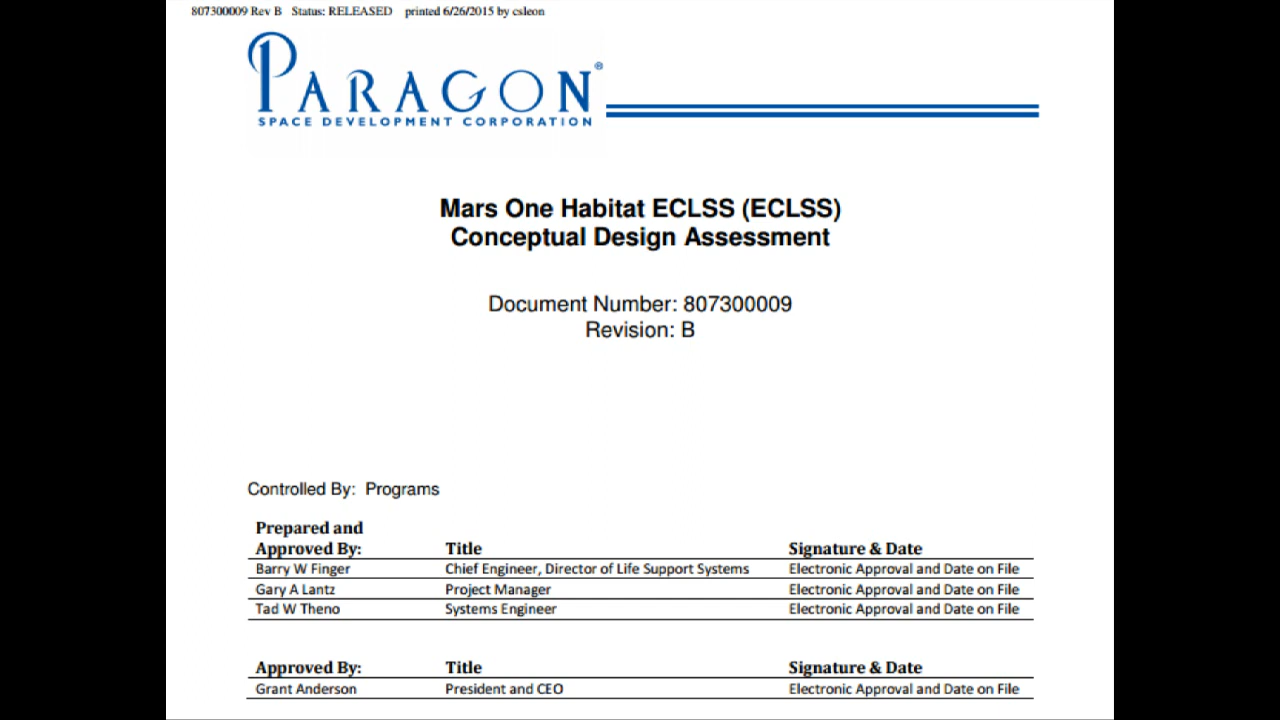 807300009 Rev B Status: RELEASED printed 6/26/2015 by csleon
PARAGON®
SPACE DEVELOPMENT CORPORATION
Mars One Habitat ECLSS (ECLSS)
Conceptual Design Assessment
Document Number: 807300009
Revision: B
Controlled By: Programs
Prepared and
Approved By: Title Signature & Date
Barry W Finger Chief Engineer, Director of Life Support Systems Electronic Approval and Date on File
Gary A Lantz Project Manager Electronic Approval and Date on File
Tad W Theno Systems Engineer Electronic Approval and Date on File
Approved By: Title Signature & Date
Grant Anderson President and CEO Electronic Approval and Date on File